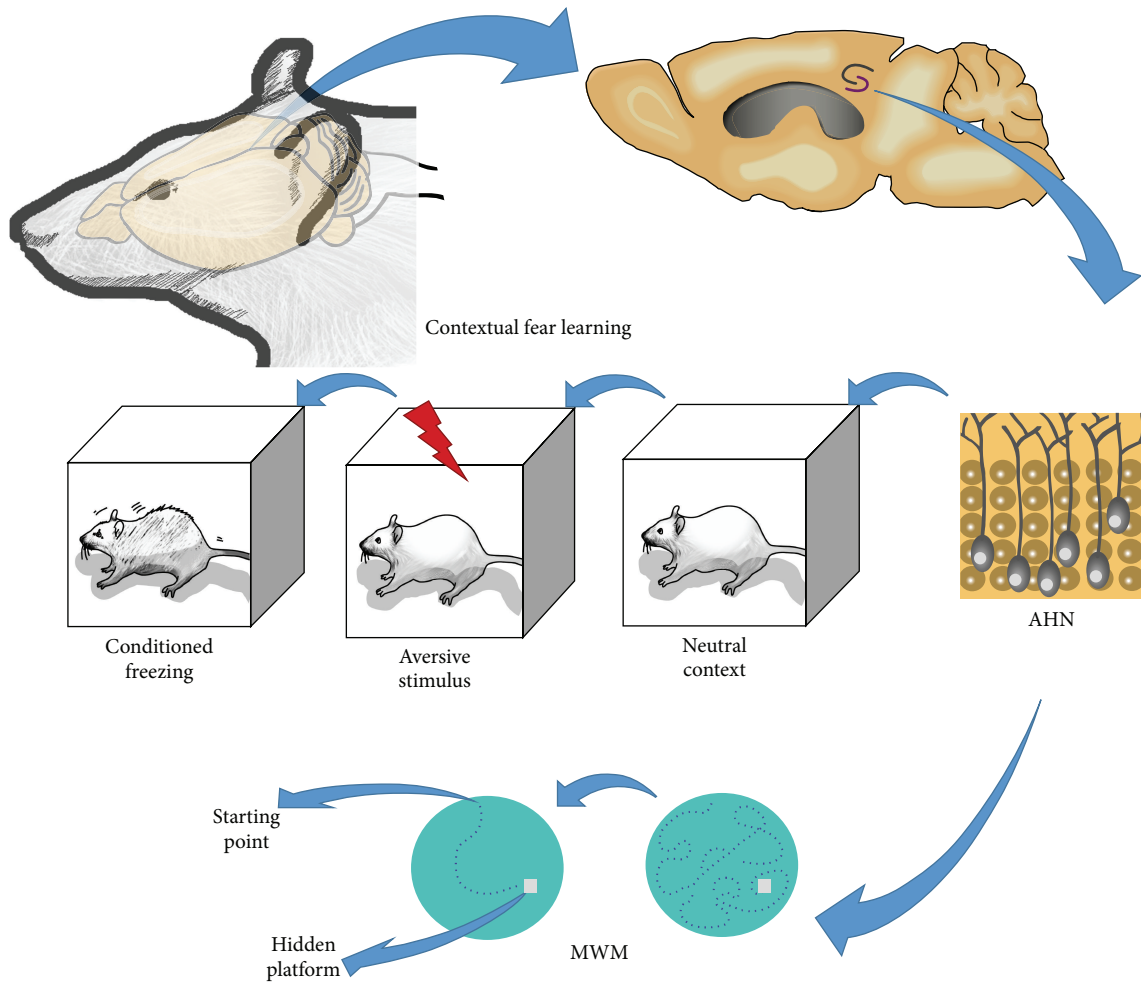 Contextual fear learning
Conditioned
freezing
Aversive
stimulus
Neutral
context
AHN
Starting
point
Hidden
platform
MWM